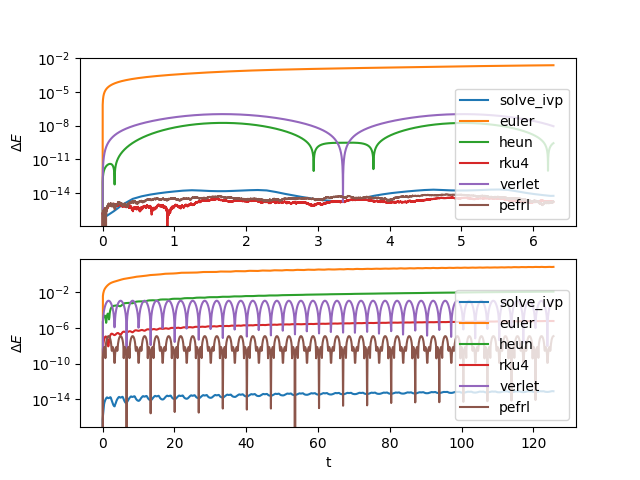 10⁻²
10⁻⁵
10⁻⁸
10⁻¹¹
10⁻¹⁴
ΔE
solve_ivp
euler
heun
rku4
verlet
pefrl
0 1 2 3 4 5 6
10⁻²
10⁻⁶
10⁻¹⁰
10⁻¹⁴
ΔE
solve_ivp
euler
heun
rku4
verlet
pefrl
0 20 40 60 80 100 120
t